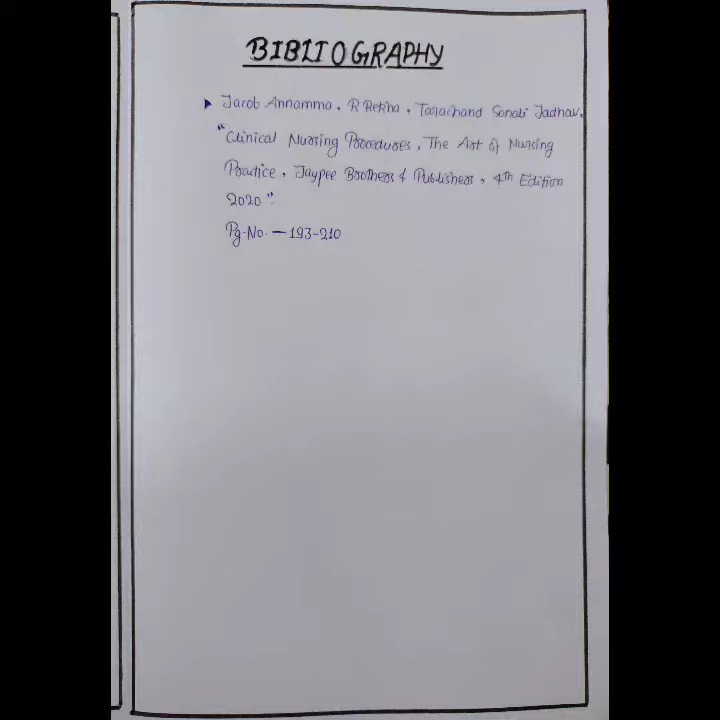 BIBLIOGRAPHY
▶ Jacob Annamma, R Rekha, Tarachand Sonali Jadhav,
"Clinical Nursing Procedures, The Art of Nursing
Practice, Jaypee Brothers & Publishers, 4th Edition
2020".
Pg.No. – 193-210